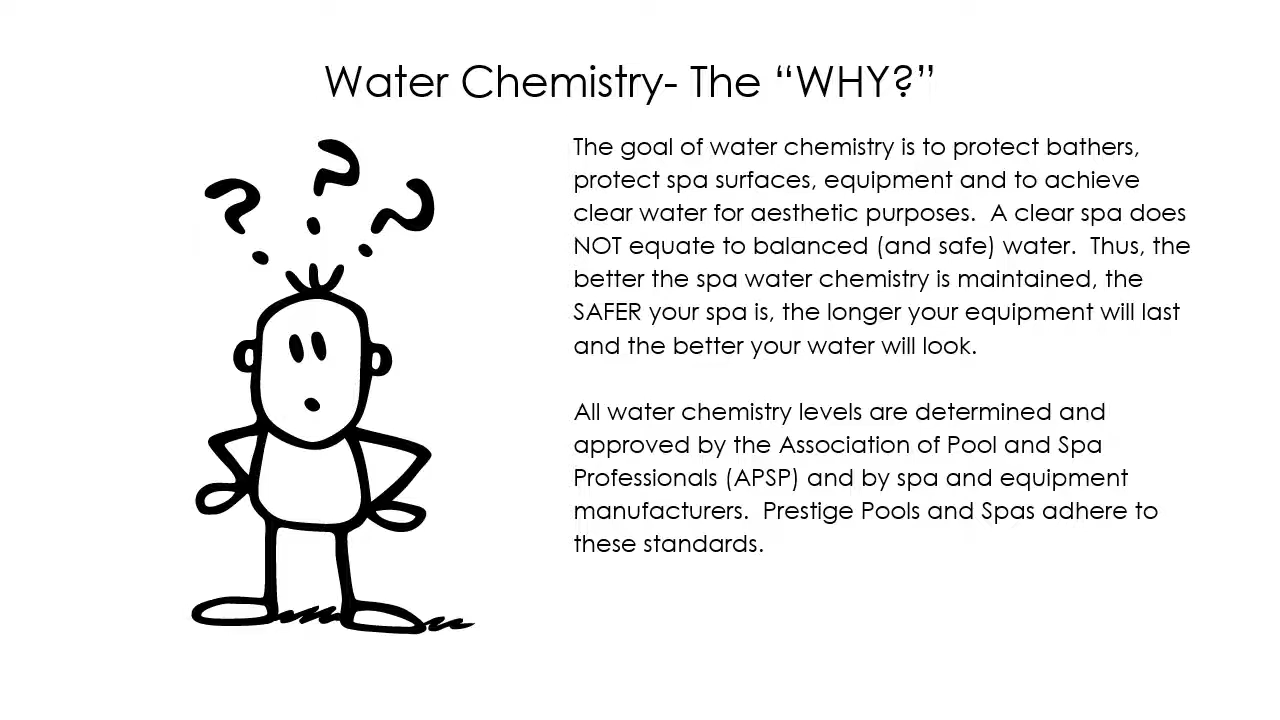 Water Chemistry- The “WHY?”
? ? ?
The goal of water chemistry is to protect bathers,
protect spa surfaces, equipment and to achieve
clear water for aesthetic purposes.  A clear spa does
NOT equate to balanced (and safe) water.  Thus, the
better the spa water chemistry is maintained, the
SAFER your spa is, the longer your equipment will last
and the better your water will look.
All water chemistry levels are determined and
approved by the Association of Pool and Spa
Professionals (APSP) and by spa and equipment
manufacturers.  Prestige Pools and Spas adhere to
these standards.